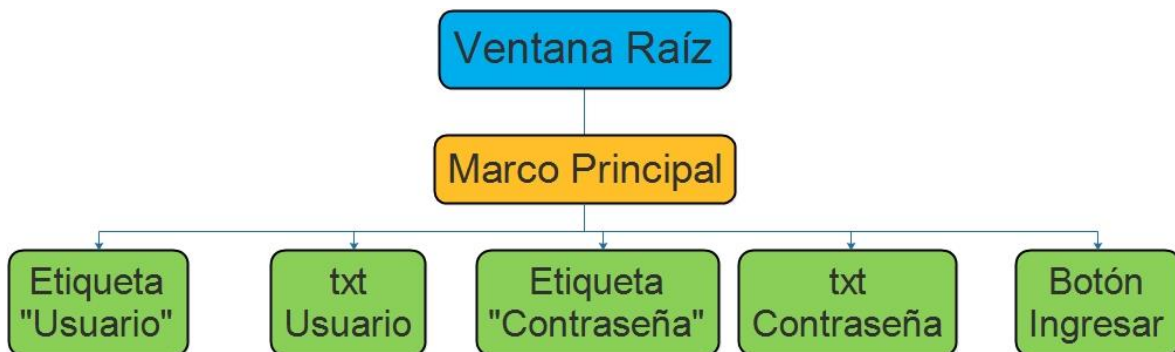 Ventana Raíz
Marco Principal
Etiqueta
"Usuario"
txt
Usuario
Etiqueta
"Contraseña"
txt
Contraseña
Botón
Ingresar